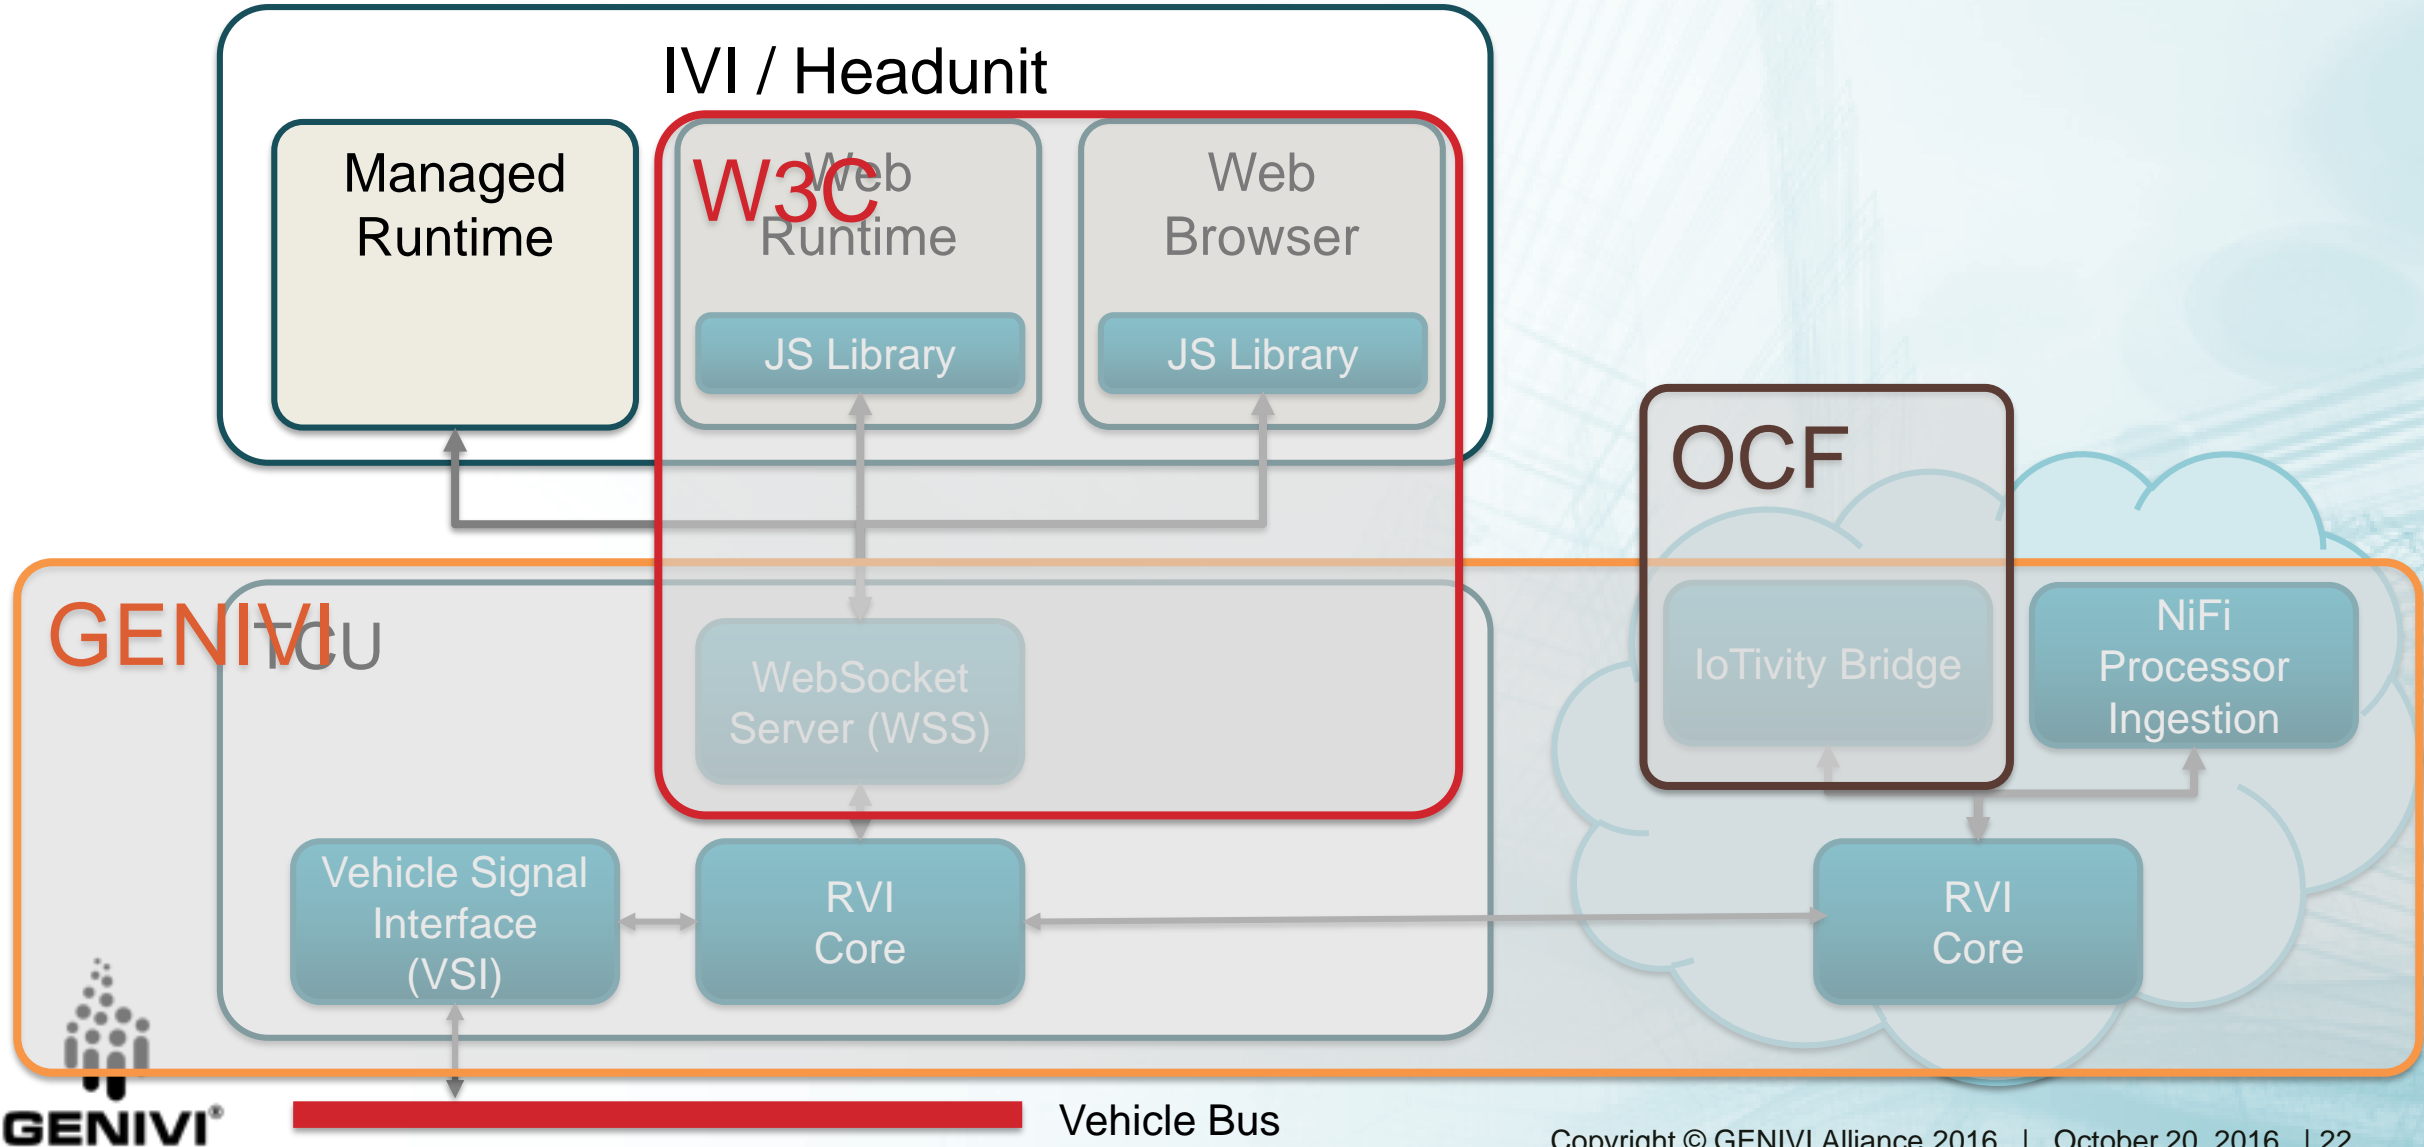 IVI / Headunit
Managed
Runtime
W3C
Web
Runtime
Web
Browser
JS Library
JS Library
OCF
GENIVI
TCU
WebSocket
Server (WSS)
IoTivity Bridge
NiFi
Processor
Ingestion
Vehicle Signal
Interface
(VSI)
RVI
Core
RVI
Core
GENIVI®
Vehicle Bus
Copyright © GENIVI Alliance 2016 | October 20, 2016 | 22